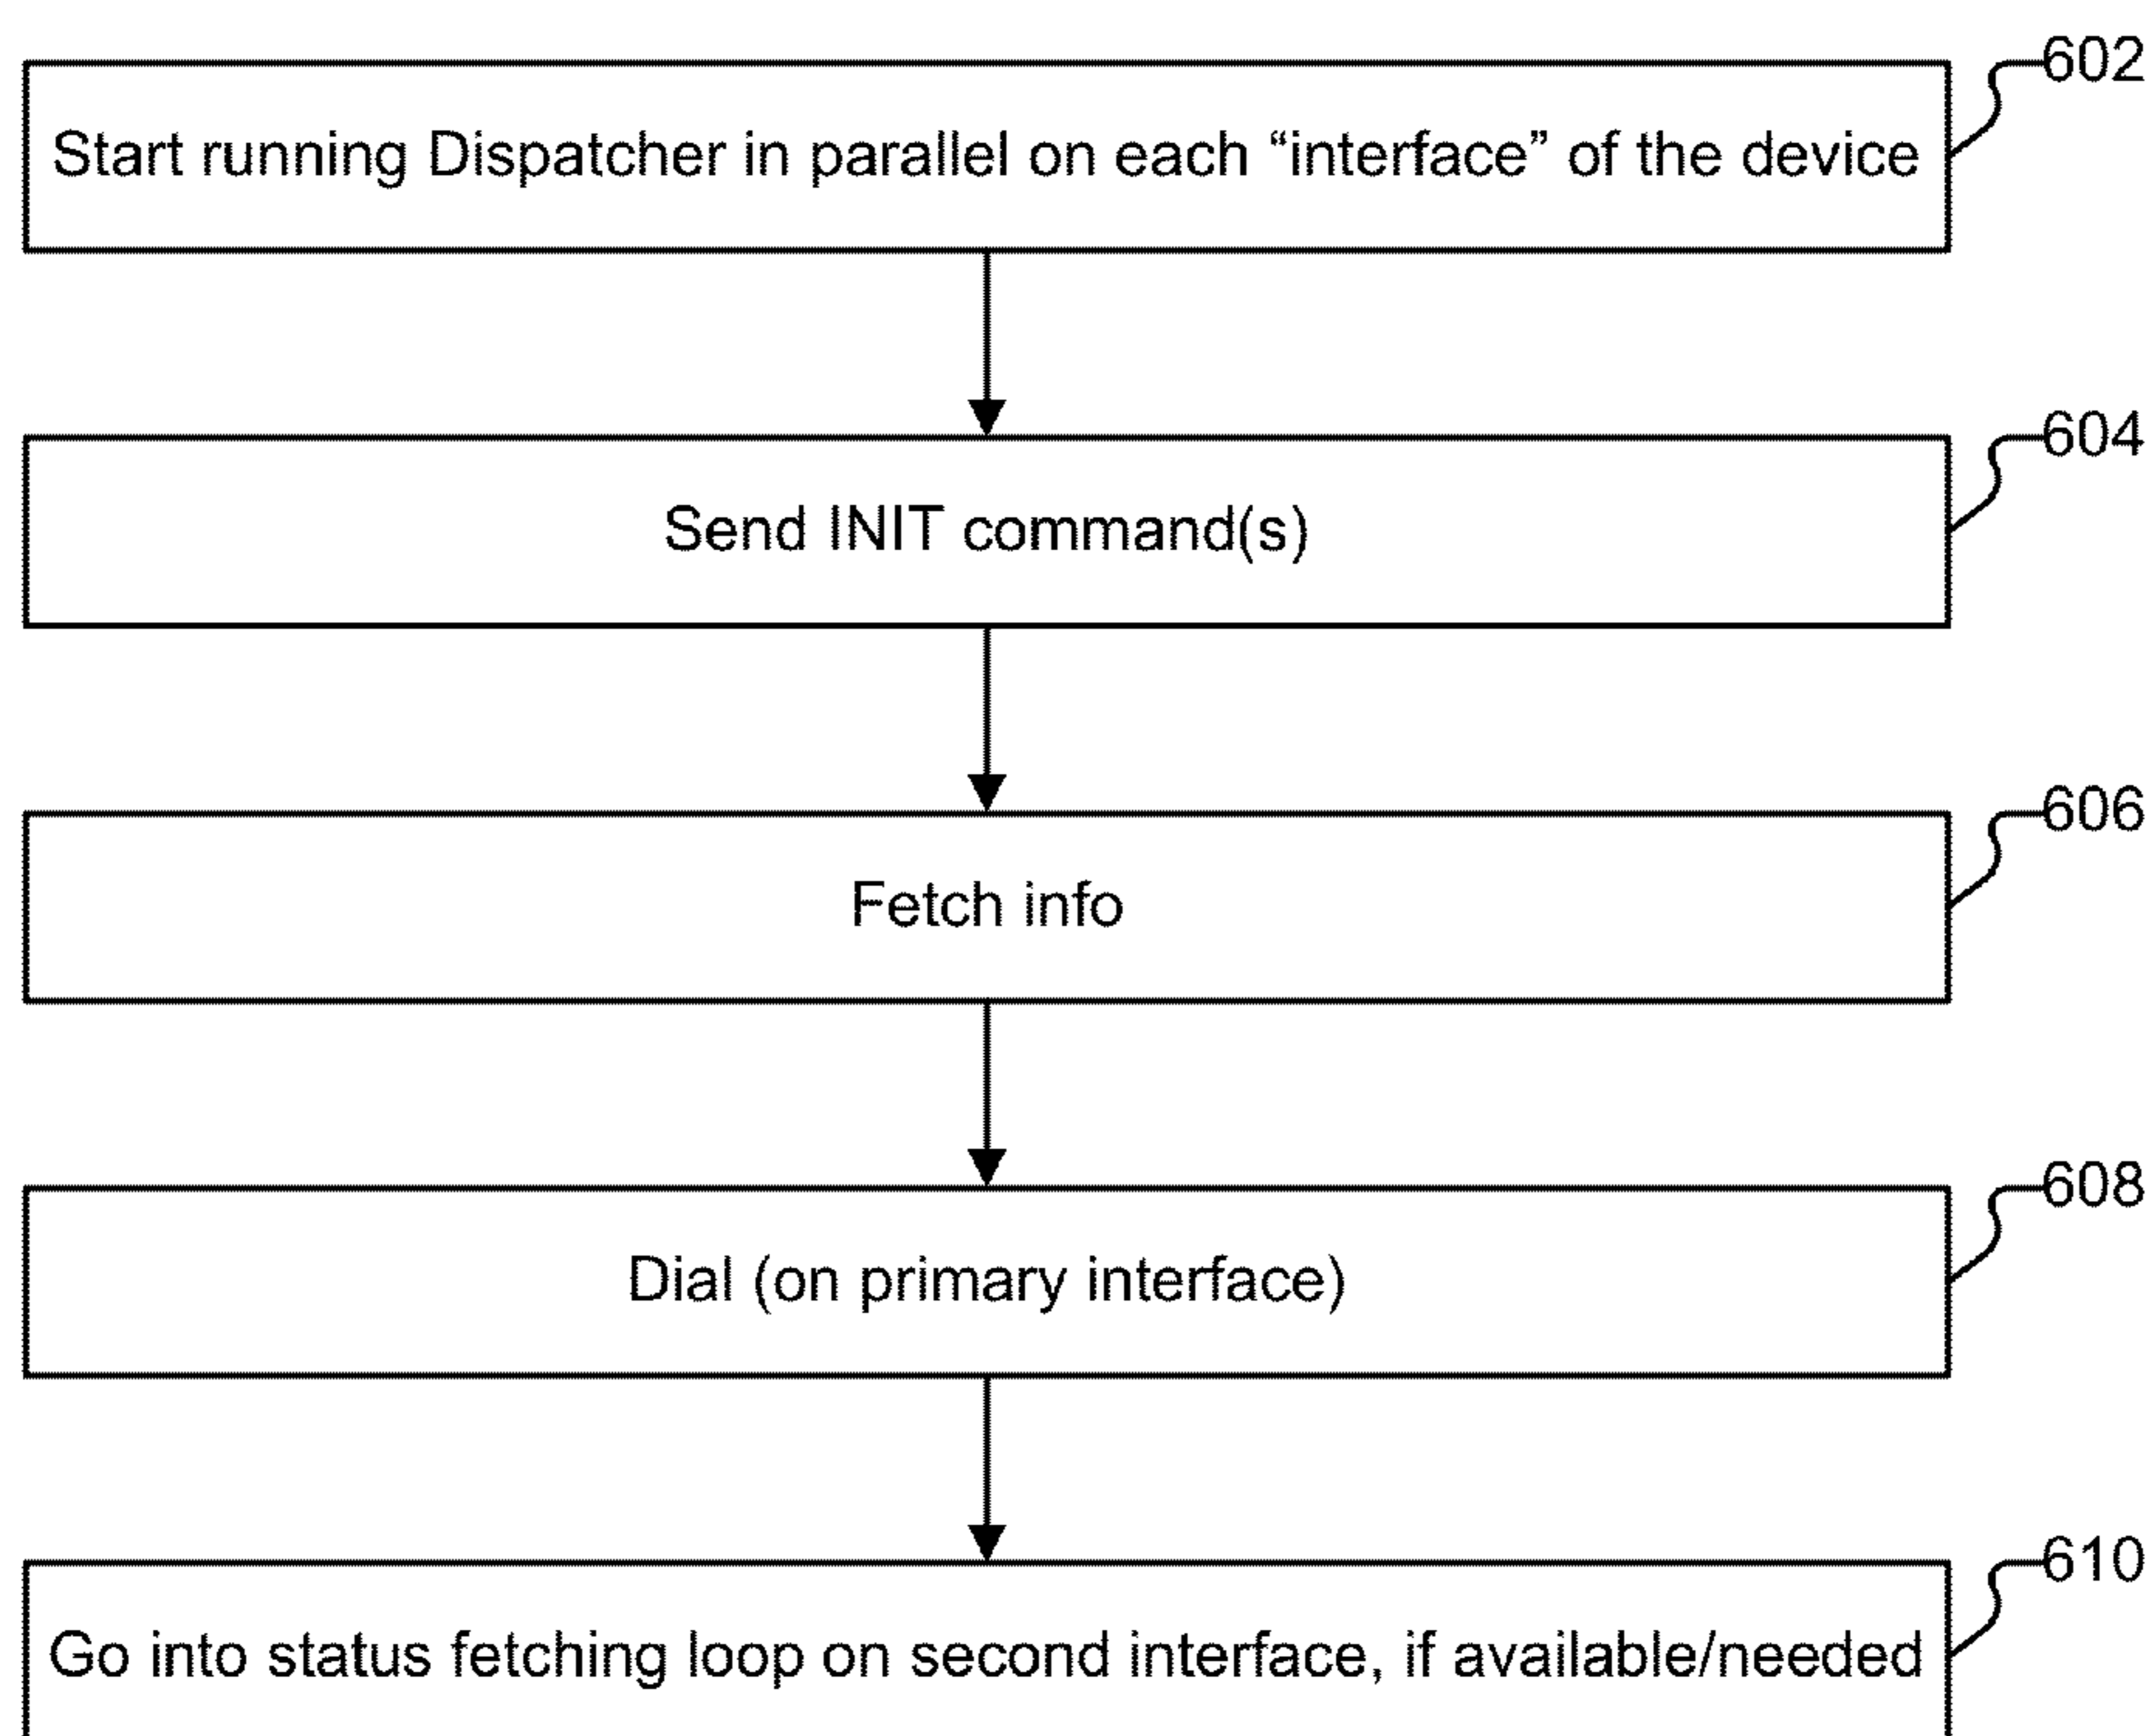 602
Start running Dispatcher in parallel on each “interface” of the device
604
Send INIT command(s)
606
Fetch info
608
Dial (on primary interface)
610
Go into status fetching loop on second interface, if available/needed